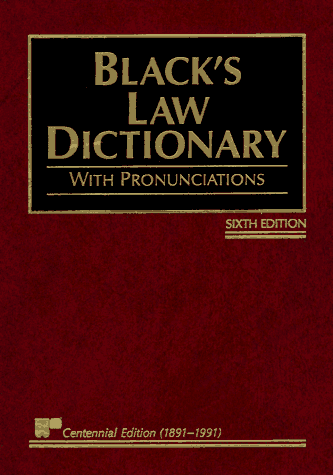 BLACK'S
LAW
DICTIONARY
WITH PRONUNCIATIONS
SIXTH EDITION
Centennial Edition (1891–1991)